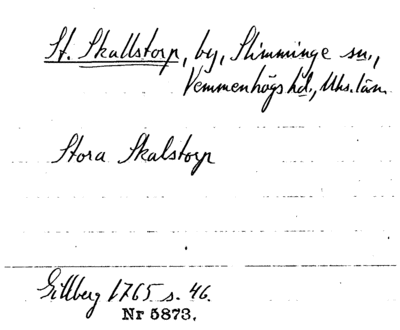 St. Skallstorp, by, Slimminge sn.,
Vemmenhögs hd., Mhs. län.
Stora Skalstorp
Gillberg 1765 s. 46.
Nr 5873.